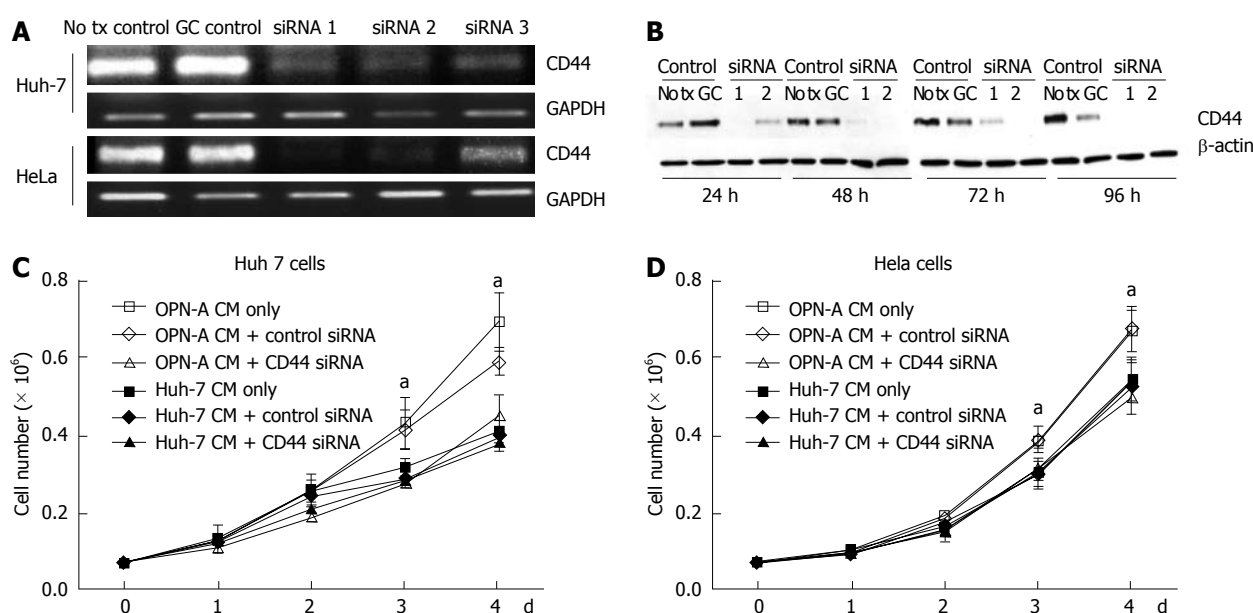 A
No tx control GC control siRNA 1 siRNA 2 siRNA 3
Huh-7
CD44
GAPDH
HeLa
CD44
GAPDH
B
Control siRNA Control siRNA Control siRNA Control siRNA
No tx GC 1 2 No tx GC 1 2 No tx GC 1 2 No tx GC 1 2
CD44
β-actin
24 h 48 h 72 h 96 h
C
Huh 7 cells
Cell number (× 10⁶)
0.8
0.6
0.4
0.2
0.0
OPN-A CM only
OPN-A CM + control siRNA
OPN-A CM + CD44 siRNA
Huh-7 CM only
Huh-7 CM + control siRNA
Huh-7 CM + CD44 siRNA
a
a
0 1 2 3 4 d
D
Hela cells
Cell number (× 10⁶)
0.8
0.6
0.4
0.2
0.0
OPN-A CM only
OPN-A CM + control siRNA
OPN-A CM + CD44 siRNA
Huh-7 CM only
Huh-7 CM + control siRNA
Huh-7 CM + CD44 siRNA
a
a
0 1 2 3 4 d